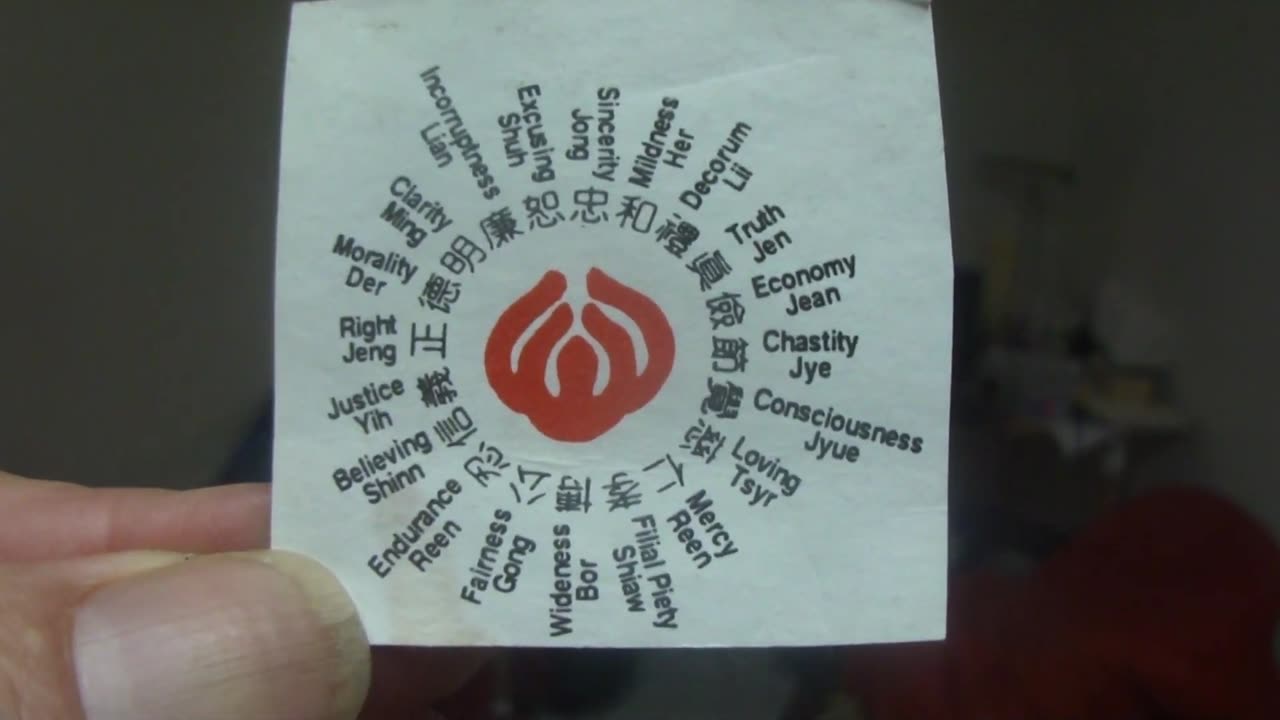 忠
Sincerity
Jong
和
Mildness
Her
禮
Decorum
Lii
眞
Truth
Jen
儉
Economy
Jean
節
Chastity
Jye
覺
Consciousness
Jyue
慈
Loving
Tsyr
仁
Mercy
Reen
孝
Filial Piety
Shiaw
博
Wideness
Bor
公
Fairness
Gong
忍
Endurance
Reen
信
Believing
Shinn
義
Justice
Yih
正
Right
Jeng
德
Morality
Der
明
Clarity
Ming
廉
Incorruptness
Lian
恕
Excusing
Shuh